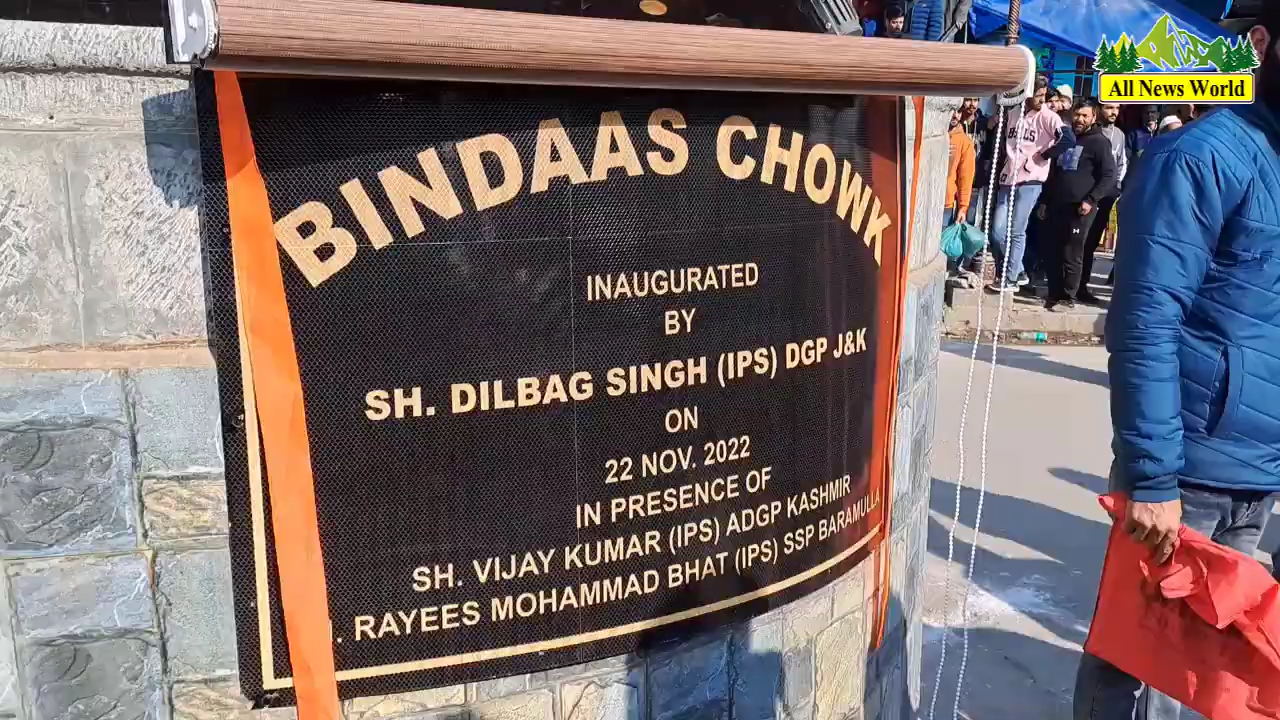 All News World
BINDAAS CHOWK
INAUGURATED
BY
SH. DILBAG SINGH (IPS) DGP J&K
ON
22 NOV. 2022
IN PRESENCE OF
SH. VIJAY KUMAR (IPS) ADGP KASHMIR
. RAYEES MOHAMMAD BHAT (IPS) SSP BARAMULLA